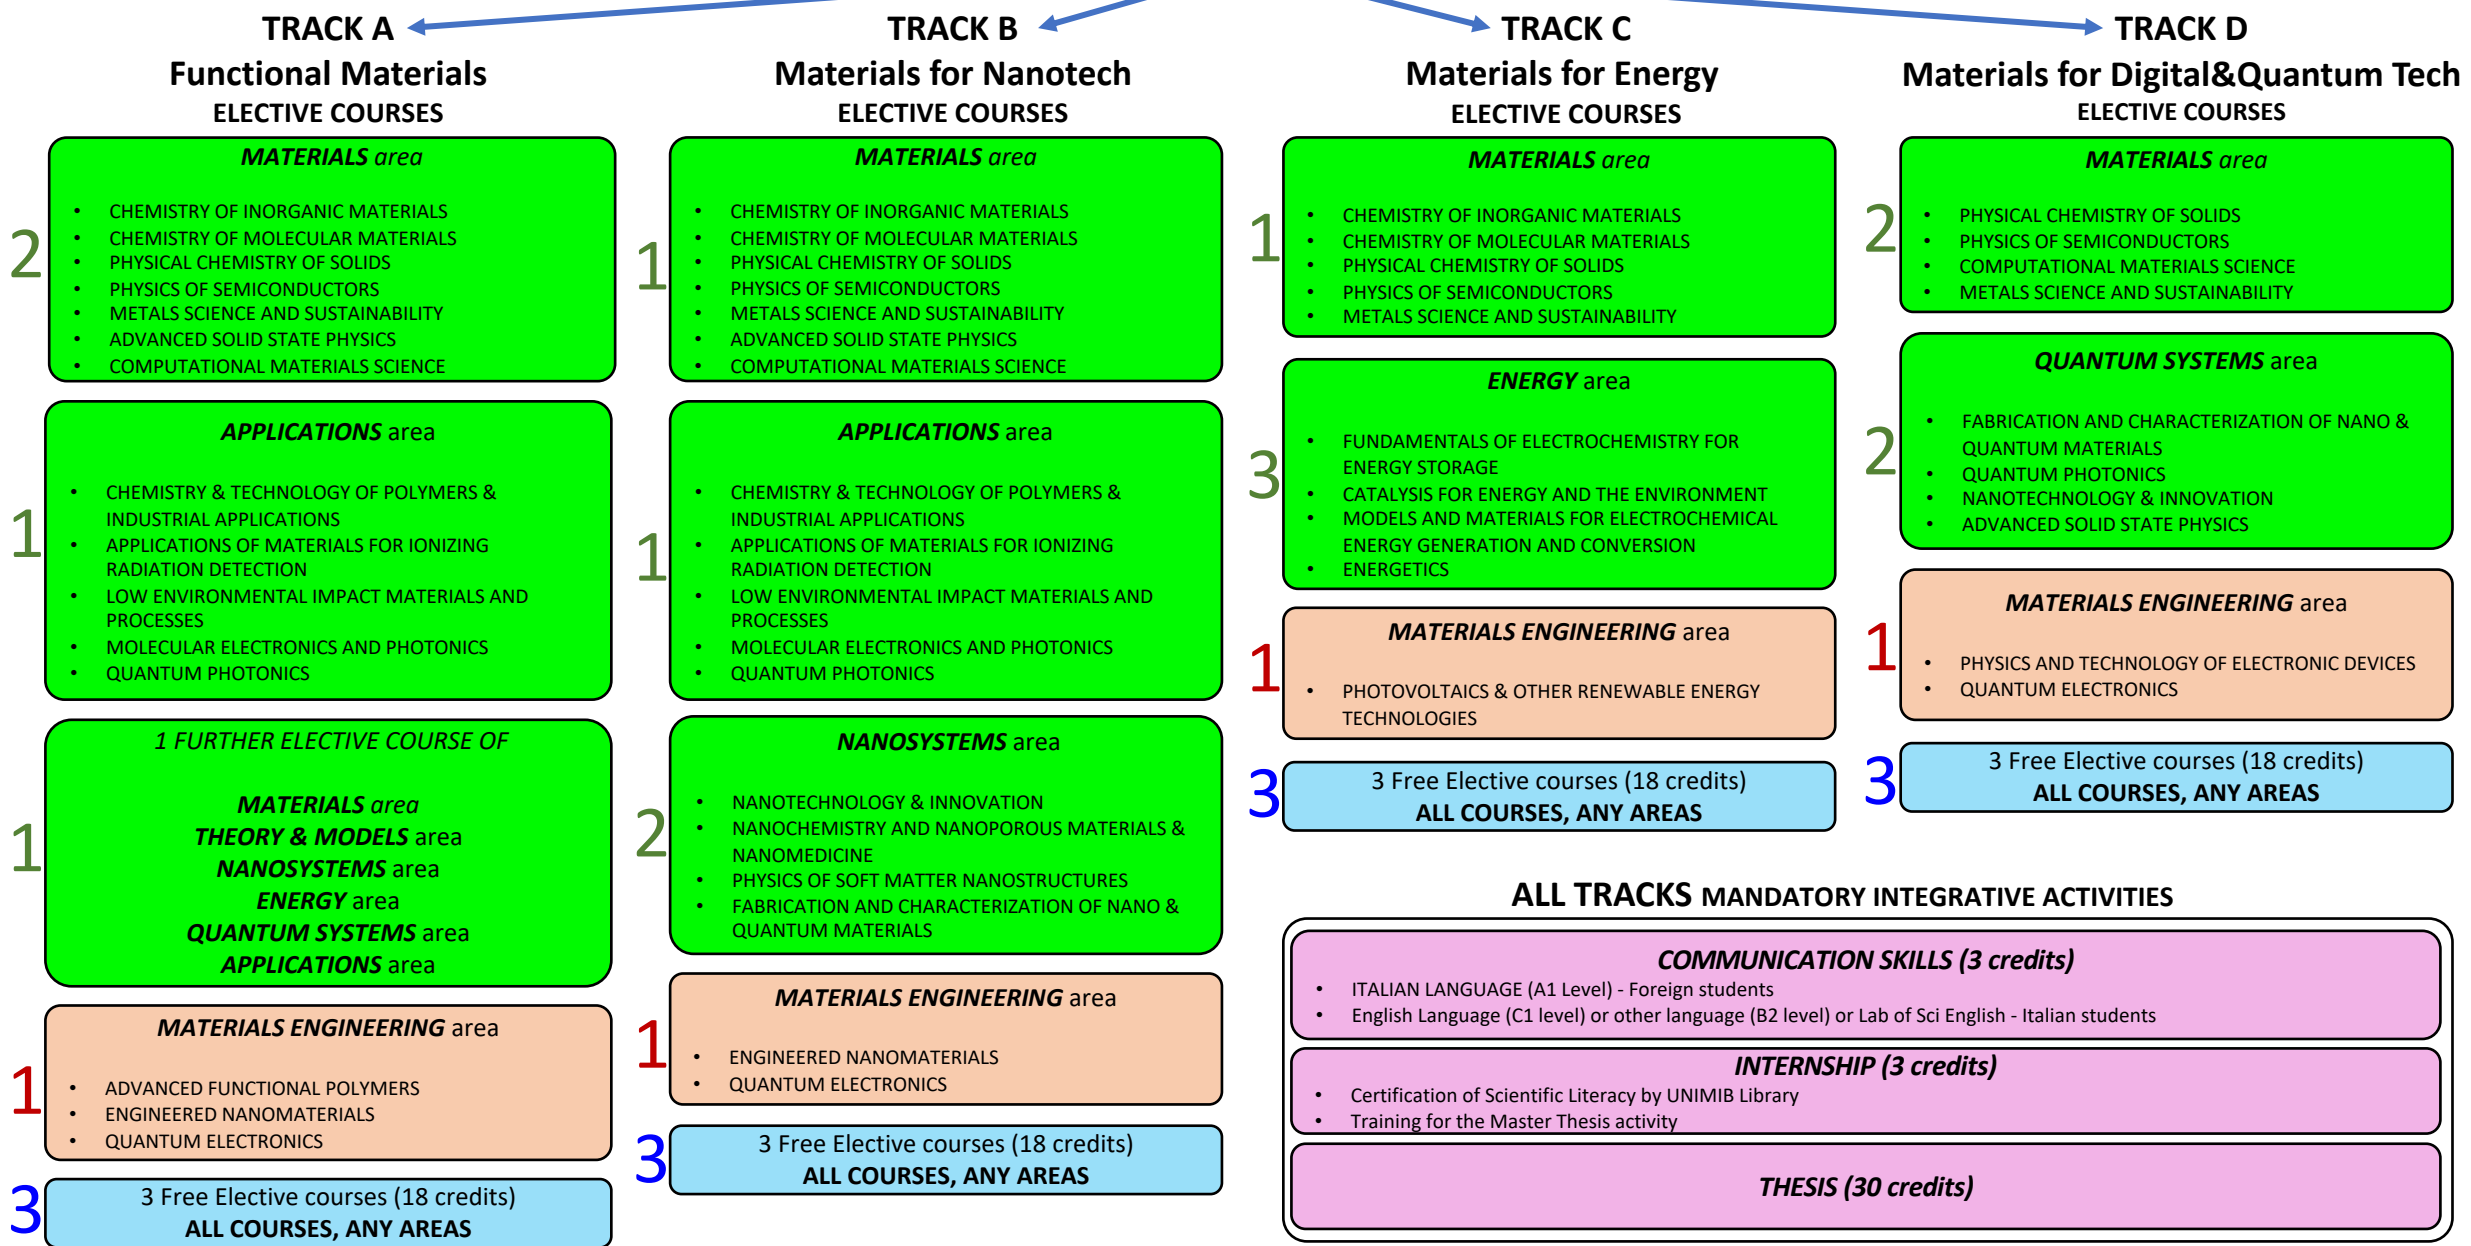 TRACK A
Functional Materials
ELECTIVE COURSES
MATERIALS area
2
• CHEMISTRY OF INORGANIC MATERIALS
• CHEMISTRY OF MOLECULAR MATERIALS
• PHYSICAL CHEMISTRY OF SOLIDS
• PHYSICS OF SEMICONDUCTORS
• METALS SCIENCE AND SUSTAINABILITY
• ADVANCED SOLID STATE PHYSICS
• COMPUTATIONAL MATERIALS SCIENCE
APPLICATIONS area
1
• CHEMISTRY & TECHNOLOGY OF POLYMERS &
INDUSTRIAL APPLICATIONS
• APPLICATIONS OF MATERIALS FOR IONIZING
RADIATION DETECTION
• LOW ENVIRONMENTAL IMPACT MATERIALS AND
PROCESSES
• MOLECULAR ELECTRONICS AND PHOTONICS
• QUANTUM PHOTONICS
1 FURTHER ELECTIVE COURSE OF
1
MATERIALS area
THEORY & MODELS area
NANOSYSTEMS area
ENERGY area
QUANTUM SYSTEMS area
APPLICATIONS area
MATERIALS ENGINEERING area
1
• ADVANCED FUNCTIONAL POLYMERS
• ENGINEERED NANOMATERIALS
• QUANTUM ELECTRONICS
3
3 Free Elective courses (18 credits)
ALL COURSES, ANY AREAS
TRACK B
Materials for Nanotech
ELECTIVE COURSES
MATERIALS area
1
• CHEMISTRY OF INORGANIC MATERIALS
• CHEMISTRY OF MOLECULAR MATERIALS
• PHYSICAL CHEMISTRY OF SOLIDS
• PHYSICS OF SEMICONDUCTORS
• METALS SCIENCE AND SUSTAINABILITY
• ADVANCED SOLID STATE PHYSICS
• COMPUTATIONAL MATERIALS SCIENCE
APPLICATIONS area
1
• CHEMISTRY & TECHNOLOGY OF POLYMERS &
INDUSTRIAL APPLICATIONS
• APPLICATIONS OF MATERIALS FOR IONIZING
RADIATION DETECTION
• LOW ENVIRONMENTAL IMPACT MATERIALS AND
PROCESSES
• MOLECULAR ELECTRONICS AND PHOTONICS
• QUANTUM PHOTONICS
NANOSYSTEMS area
2
• NANOTECHNOLOGY & INNOVATION
• NANOCHEMISTRY AND NANOPOROUS MATERIALS &
NANOMEDICINE
• PHYSICS OF SOFT MATTER NANOSTRUCTURES
• FABRICATION AND CHARACTERIZATION OF NANO &
QUANTUM MATERIALS
MATERIALS ENGINEERING area
1
• ENGINEERED NANOMATERIALS
• QUANTUM ELECTRONICS
3
3 Free Elective courses (18 credits)
ALL COURSES, ANY AREAS
TRACK C
Materials for Energy
ELECTIVE COURSES
MATERIALS area
1
• CHEMISTRY OF INORGANIC MATERIALS
• CHEMISTRY OF MOLECULAR MATERIALS
• PHYSICAL CHEMISTRY OF SOLIDS
• PHYSICS OF SEMICONDUCTORS
• METALS SCIENCE AND SUSTAINABILITY
ENERGY area
3
• FUNDAMENTALS OF ELECTROCHEMISTRY FOR
ENERGY STORAGE
• CATALYSIS FOR ENERGY AND THE ENVIRONMENT
• MODELS AND MATERIALS FOR ELECTROCHEMICAL
ENERGY GENERATION AND CONVERSION
• ENERGETICS
MATERIALS ENGINEERING area
1
• PHOTOVOLTAICS & OTHER RENEWABLE ENERGY
TECHNOLOGIES
3
3 Free Elective courses (18 credits)
ALL COURSES, ANY AREAS
TRACK D
Materials for Digital&Quantum Tech
ELECTIVE COURSES
MATERIALS area
2
• PHYSICAL CHEMISTRY OF SOLIDS
• PHYSICS OF SEMICONDUCTORS
• COMPUTATIONAL MATERIALS SCIENCE
• METALS SCIENCE AND SUSTAINABILITY
QUANTUM SYSTEMS area
2
• FABRICATION AND CHARACTERIZATION OF NANO &
QUANTUM MATERIALS
• QUANTUM PHOTONICS
• NANOTECHNOLOGY & INNOVATION
• ADVANCED SOLID STATE PHYSICS
MATERIALS ENGINEERING area
1
• PHYSICS AND TECHNOLOGY OF ELECTRONIC DEVICES
• QUANTUM ELECTRONICS
3
3 Free Elective courses (18 credits)
ALL COURSES, ANY AREAS
ALL TRACKS MANDATORY INTEGRATIVE ACTIVITIES
COMMUNICATION SKILLS (3 credits)
• ITALIAN LANGUAGE (A1 Level) - Foreign students
• English Language (C1 level) or other language (B2 level) or Lab of Sci English - Italian students
INTERNSHIP (3 credits)
• Certification of Scientific Literacy by UNIMIB Library
• Training for the Master Thesis activity
THESIS (30 credits)